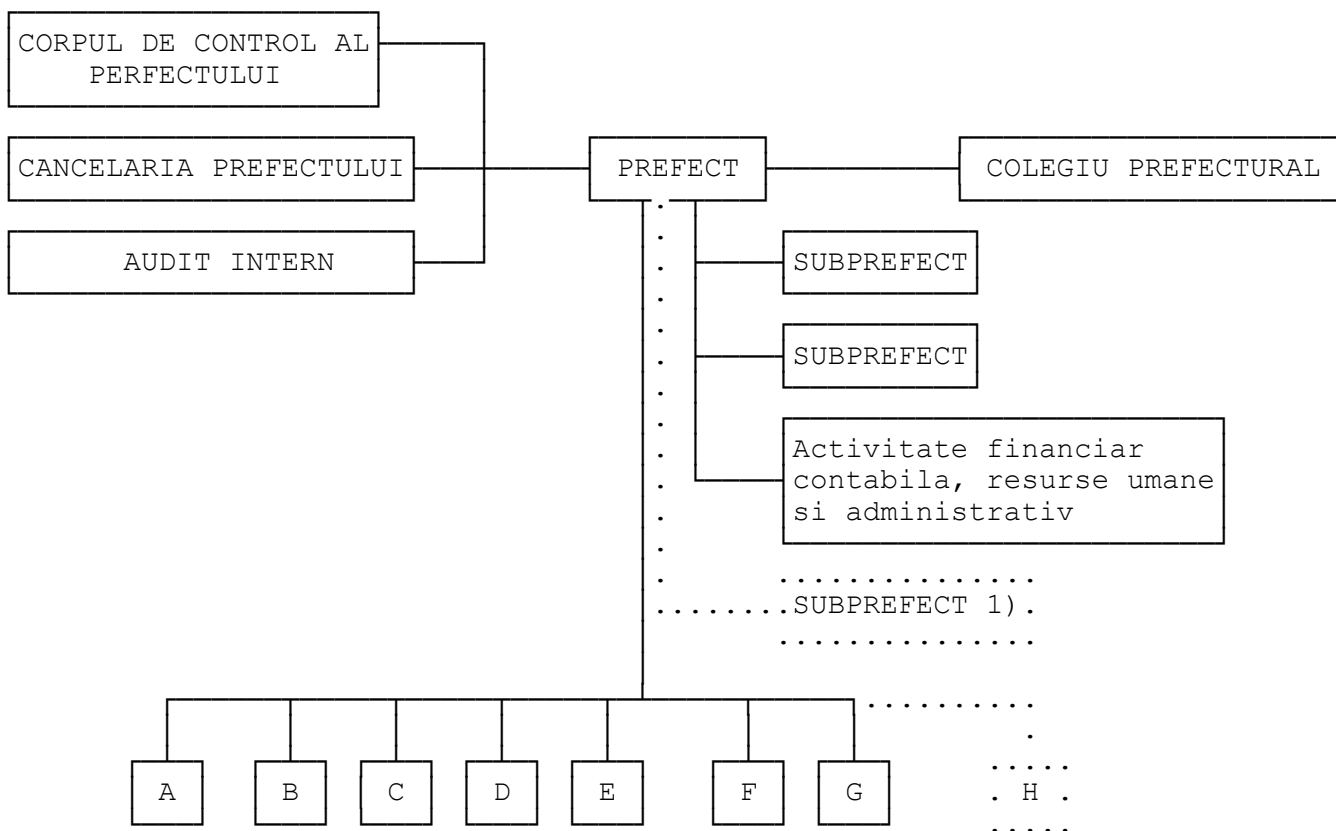 CORPUL DE CONTROL AL
PERFECTULUI
CANCELARIA PREFECTULUI
PREFECT
COLEGIU PREFECTURAL
AUDIT INTERN
SUBPREFECT
SUBPREFECT
Activitate financiar
contabila, resurse umane
si administrativ
SUBPREFECT 1)
A
B
C
D
E
F
G
H